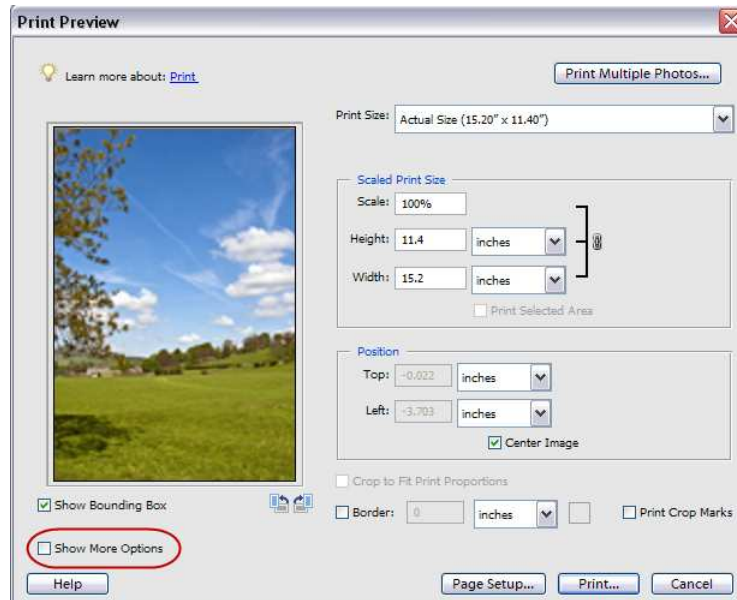 Print Preview
Learn more about: Print
Print Multiple Photos...
Print Size: Actual Size (15.20" x 11.40")
Scaled Print Size
Scale: 100%
Height: 11.4 inches
Width: 15.2 inches
Print Selected Area
Position
Top: -0.022 inches
Left: -3.703 inches
Center Image
Crop to Fit Print Proportions
Show Bounding Box
Border: 0 inches Print Crop Marks
Show More Options
Help Page Setup... Print... Cancel